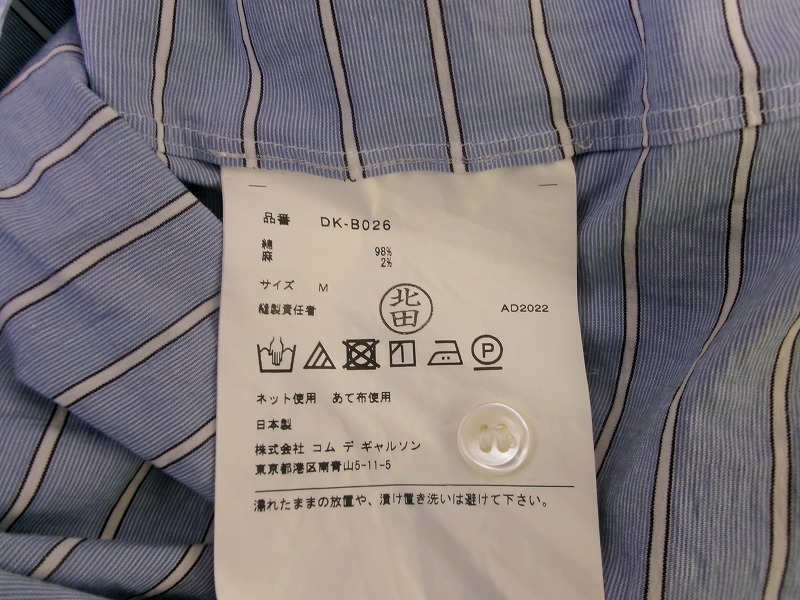 品番 DK-B026
綿 98%
麻 2%
サイズ M
縫製責任者 北田 AD2022
P
ネット使用 あて布使用
日本製
株式会社 コム デ ギャルソン
東京都港区南青山5-11-5
濡れたままの放置や、漬け置き洗いは避けて下さい。